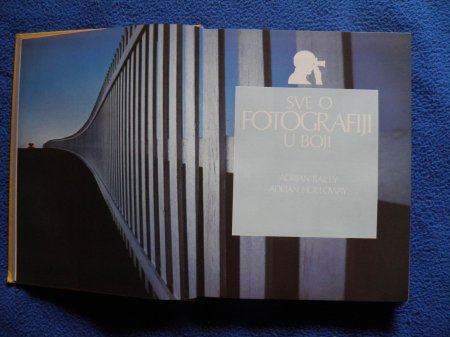 SVE O
FOTOGRAFIJI
U BOJI
ADRIAN BAILEY
ADRIAN HOLLOWAY